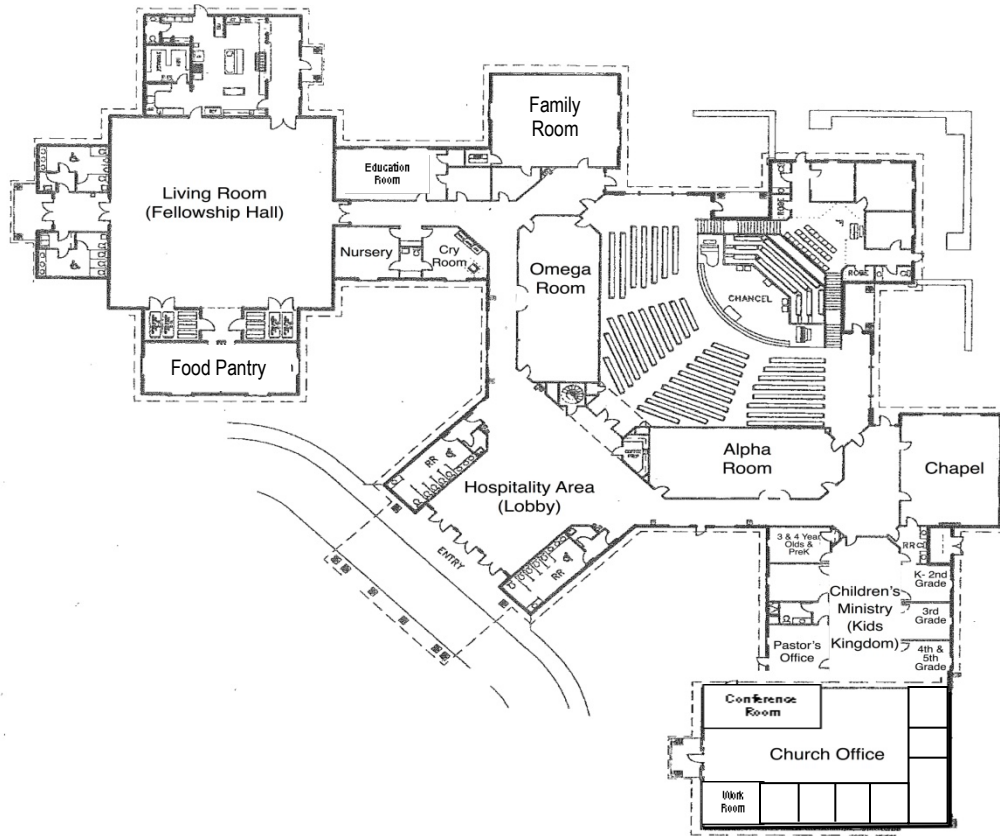 Family
Room
Education
Room
Living Room
(Fellowship Hall)
ROBE
Nursery
Cry
Room
Omega
Room
ROBE
CHANCEL
Food Pantry
Alpha
Room
Chapel
RR
Hospitality Area
(Lobby)
ENTRY
RR
3 & 4 Year
Olds &
PreK
RR
K- 2nd
Grade
Children's
Ministry
(Kids
Kingdom)
3rd
Grade
Pastor's
Office
4th &
5th
Grade
Conference
Room
Church Office
Work
Room